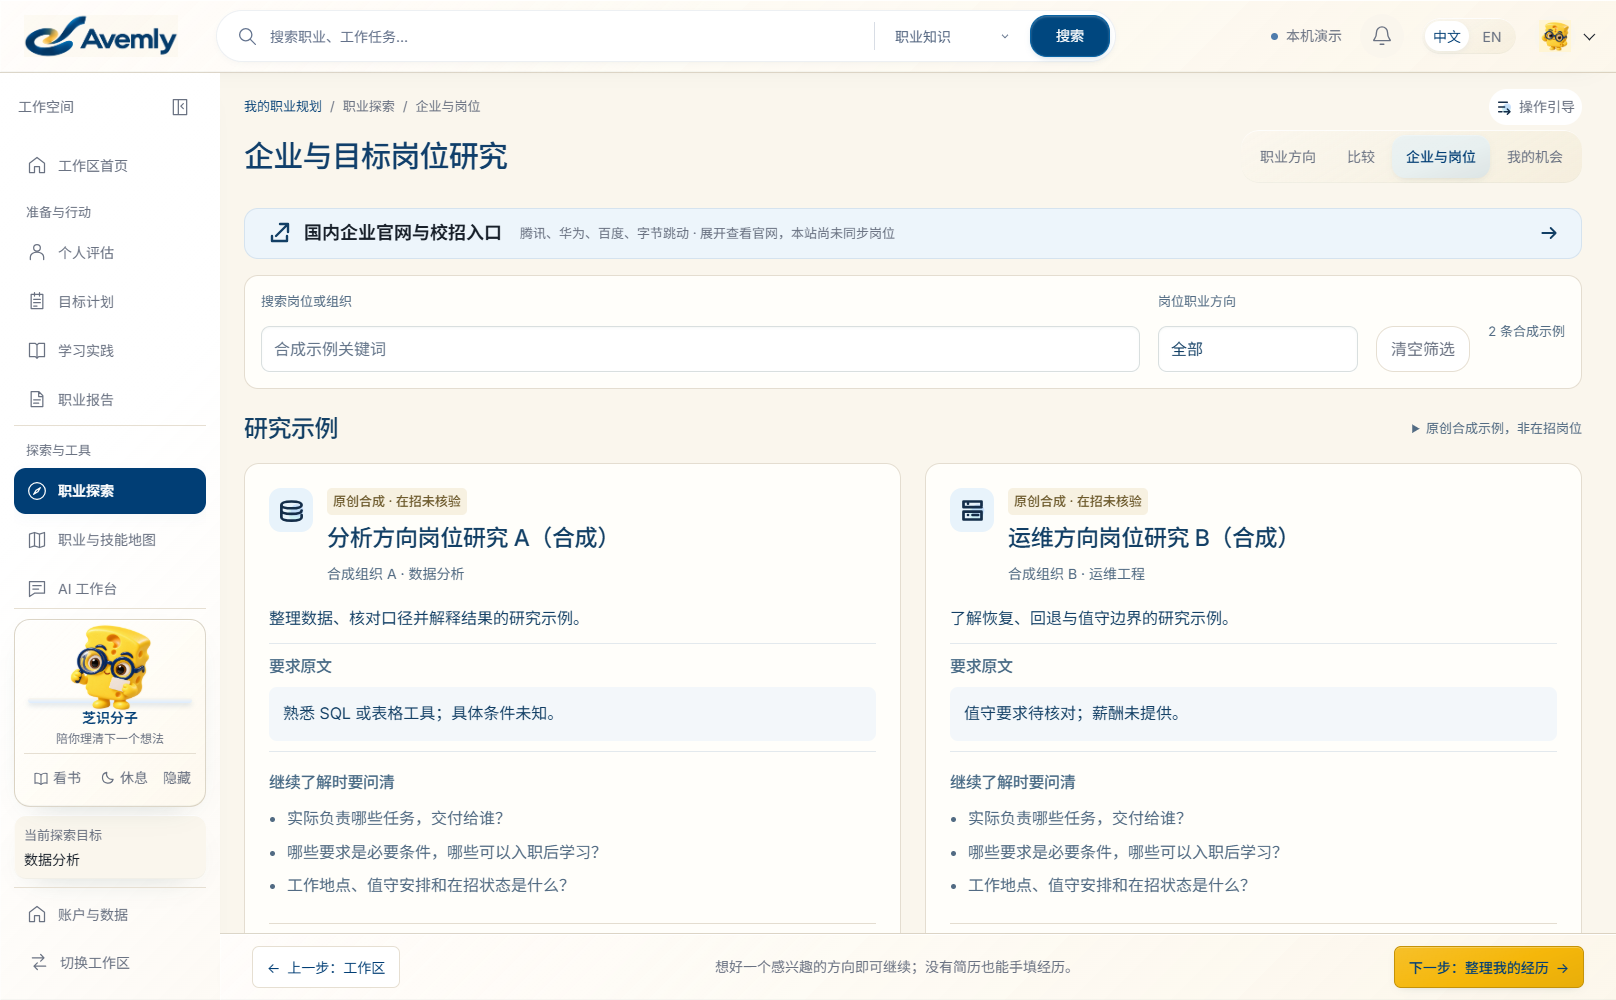 Avemly
搜索职业、工作任务...
职业知识
搜索
本机演示
中文
EN
工作空间
工作区首页
准备与行动
个人评估
目标计划
学习实践
职业报告
探索与工具
职业探索
职业与技能地图
AI 工作台
芝识分子
陪你理清下一个想法
看书
休息
隐藏
当前探索目标
数据分析
账户与数据
切换工作区
我的职业规划 / 职业探索 / 企业与岗位
操作引导
企业与目标岗位研究
职业方向
比较
企业与岗位
我的机会
国内企业官网与校招入口
腾讯、华为、百度、字节跳动 · 展开查看官网，本站尚未同步岗位
搜索岗位或组织
合成示例关键词
岗位职业方向
全部
清空筛选
2 条合成示例
研究示例
原创合成示例，非在招岗位
原创合成 · 在招未核验
分析方向岗位研究 A（合成）
合成组织 A · 数据分析
整理数据、核对口径并解释结果的研究示例。
要求原文
熟悉 SQL 或表格工具；具体条件未知。
继续了解时要问清
• 实际负责哪些任务，交付给谁？
• 哪些要求是必要条件，哪些可以入职后学习？
• 工作地点、值守安排和在招状态是什么？
原创合成 · 在招未核验
运维方向岗位研究 B（合成）
合成组织 B · 运维工程
了解恢复、回退与值守边界的研究示例。
要求原文
值守要求待核对；薪酬未提供。
继续了解时要问清
• 实际负责哪些任务，交付给谁？
• 哪些要求是必要条件，哪些可以入职后学习？
• 工作地点、值守安排和在招状态是什么？
← 上一步：工作区
想好一个感兴趣的方向即可继续；没有简历也能手填经历。
下一步：整理我的经历 →